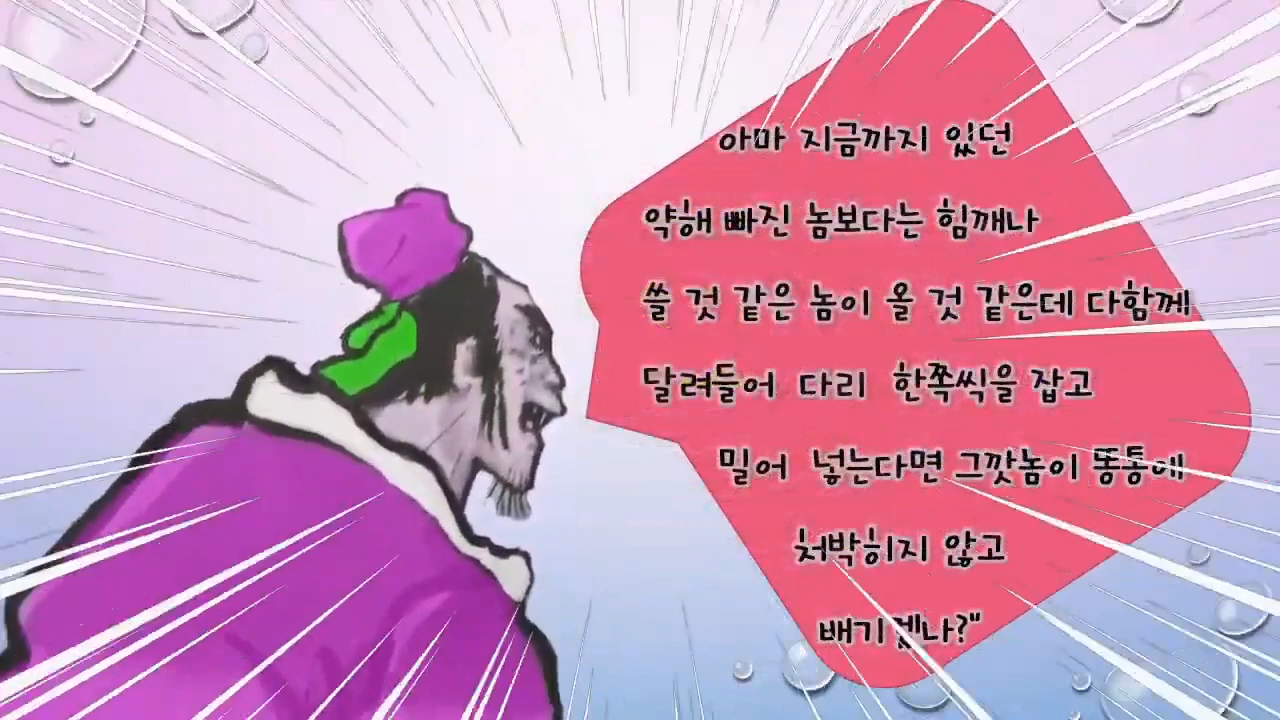 아마 지금까지 있던
약해 빠진 놈보다는 힘깨나
쓸 것 같은 놈이 올 것 같은데 다함께
달려들어 다리 한쪽씩을 잡고
밀어 넣는다면 그깟놈이 똥통에
처박히지 않고
배기겠나?"